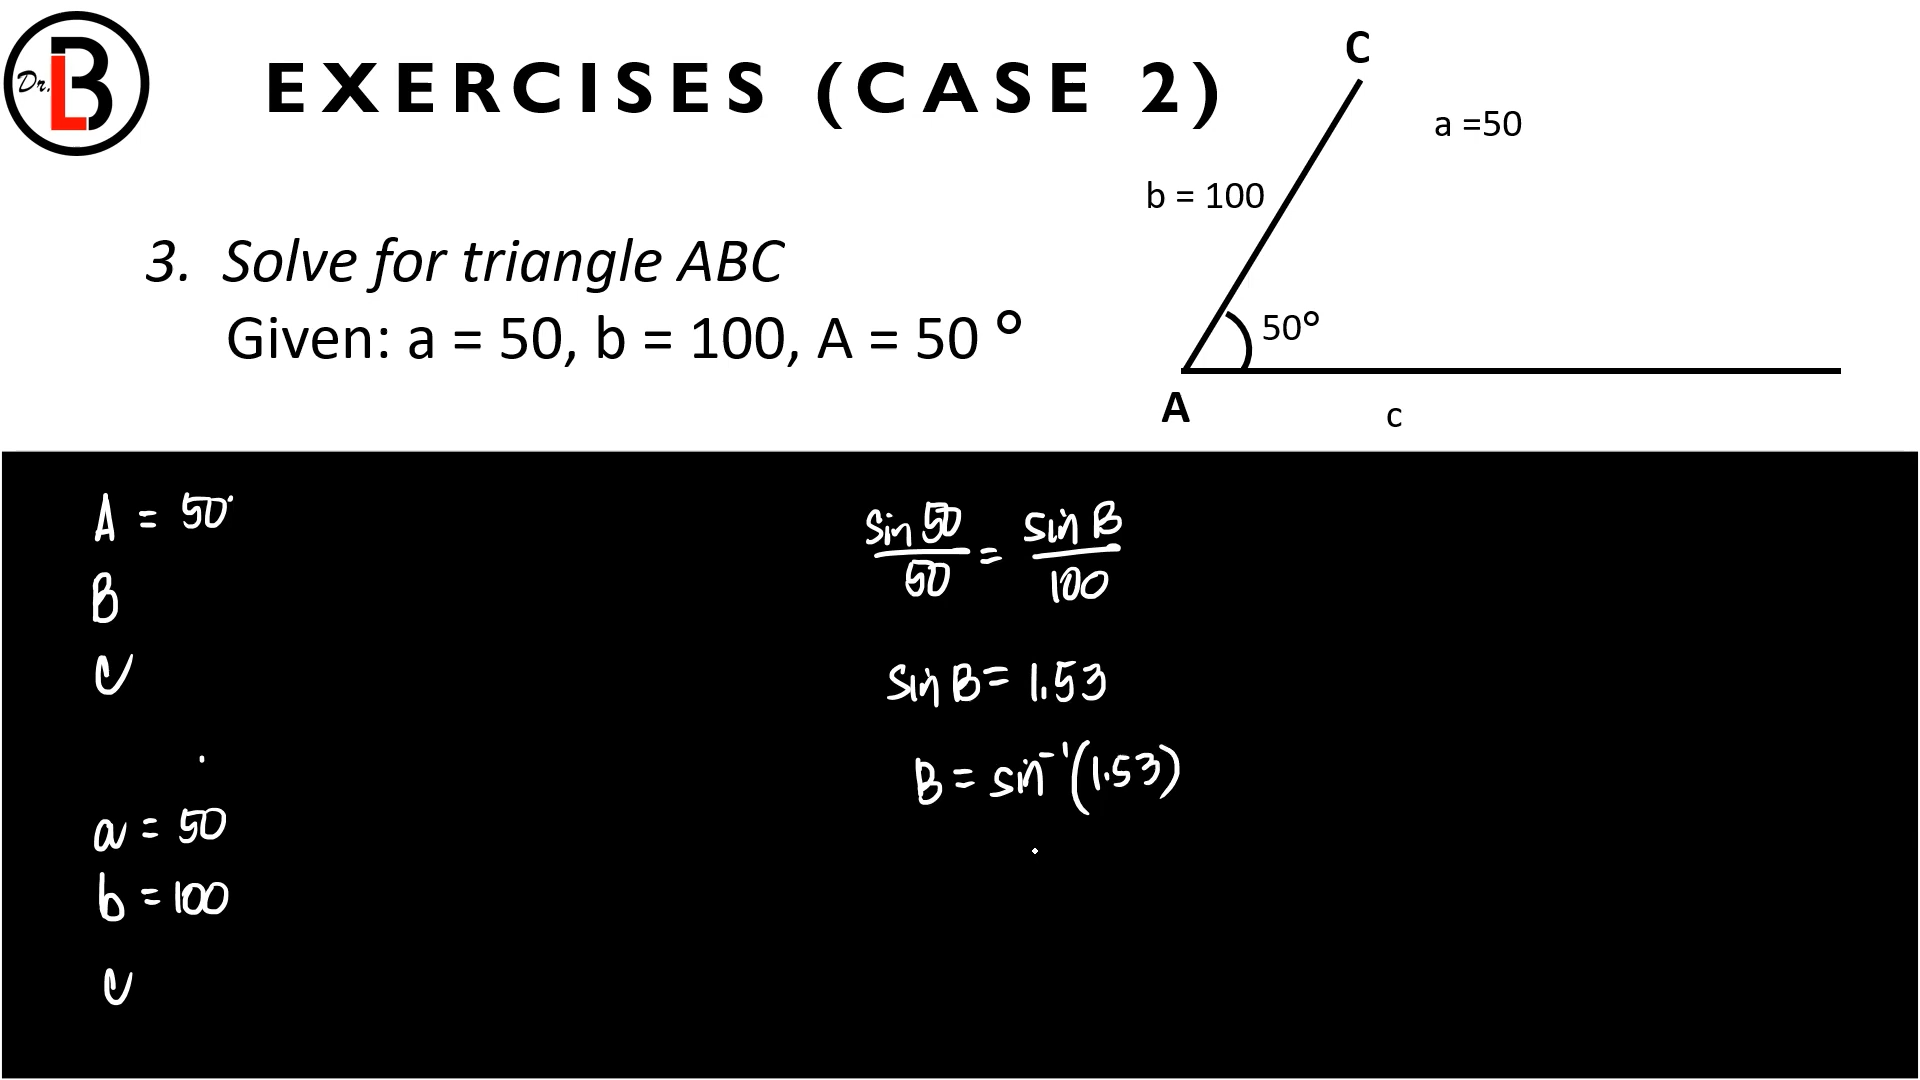 Dr. LB
EXERCISES (CASE 2)
C
a =50
b = 100
3. Solve for triangle ABC
Given: a = 50, b = 100, A = 50 °
50°
A
c
A = 50°
B
C
a = 50
b = 100
c
sin 50 / 50 = sin B / 100
sin B = 1.53
B = sin⁻¹(1.53)